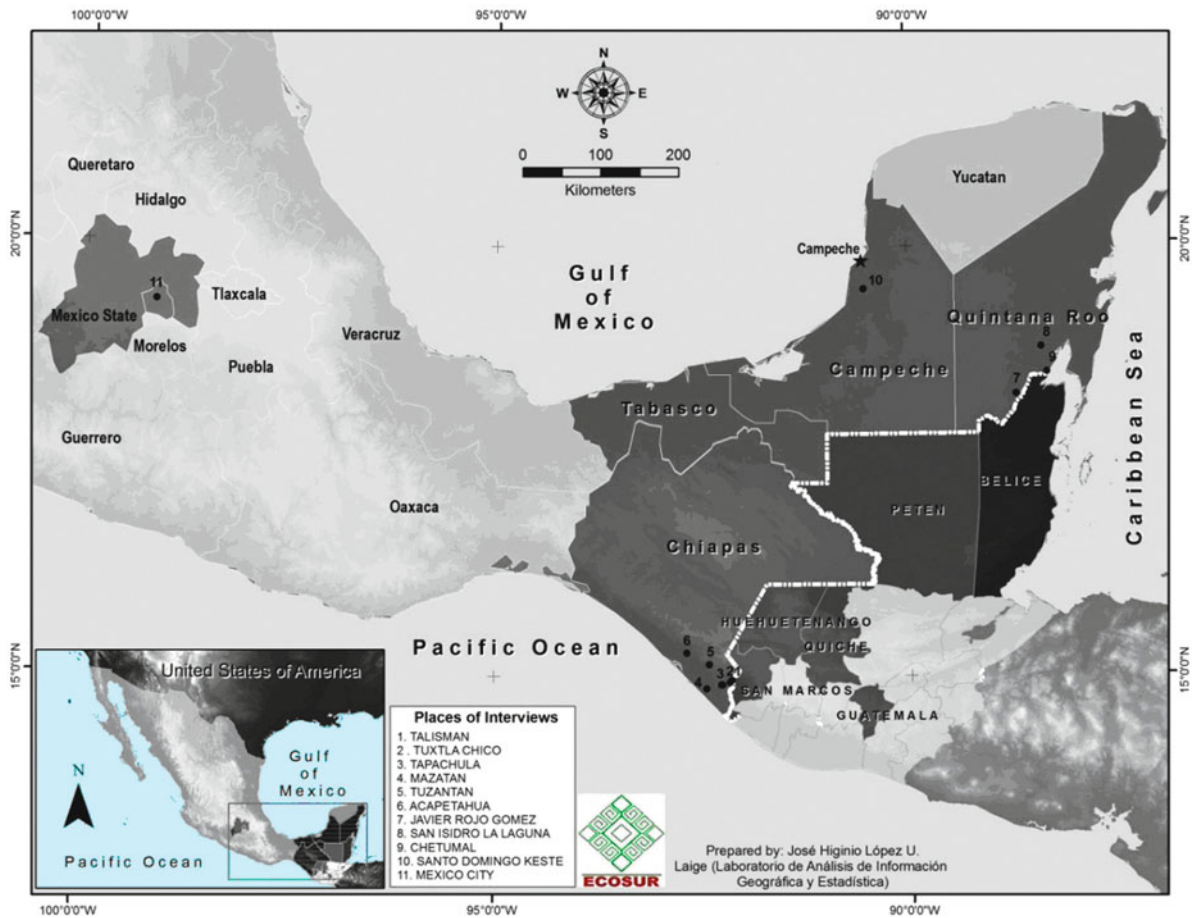 100°0'0"W
95°0'0"W
90°0'0"W
N
W
E
S
0
100
200
Kilometers
Queretaro
Hidalgo
Yucatan
20°0'0"N
20°0'0"N
Campeche
10
11
Gulf
of
Mexico
Tlaxcala
Mexico State
Morelos
Veracruz
Puebla
Quintana Roo
8
9
7
Campeche
Tabasco
Guerrero
Caribbean Sea
BELICE
PETEN
Oaxaca
Chiapas
HUEHUETENANGO
QUICHE
Pacific Ocean
6
5
4
3
2
1
SAN MARCOS
GUATEMALA
15°0'0"N
15°0'0"N
United States of America
Gulf
of
Mexico
N
Pacific Ocean
Places of Interviews
1. TALISMAN
2 . TUXTLA CHICO
3. TAPACHULA
4. MAZATAN
5. TUZANTAN
6. ACAPETAHUA
7. JAVIER ROJO GOMEZ
8. SAN ISIDRO LA LAGUNA
9. CHETUMAL
10. SANTO DOMINGO KESTE
11. MEXICO CITY
ECOSUR
Prepared by: José Higinio López U.
Laige (Laboratorio de Análisis de Información
Geográfica y Estadística)
100°0'0"W
95°0'0"W
90°0'0"W